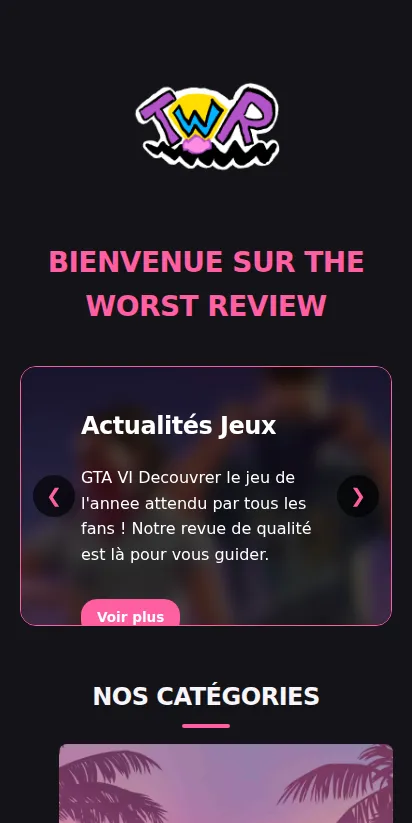 TWR
BIENVENUE SUR THE
WORST REVIEW
Actualités Jeux
GTA VI Decouvrer le jeu de
l'annee attendu par tous les
fans ! Notre revue de qualité
est là pour vous guider.
❮
❯
Voir plus
NOS CATÉGORIES